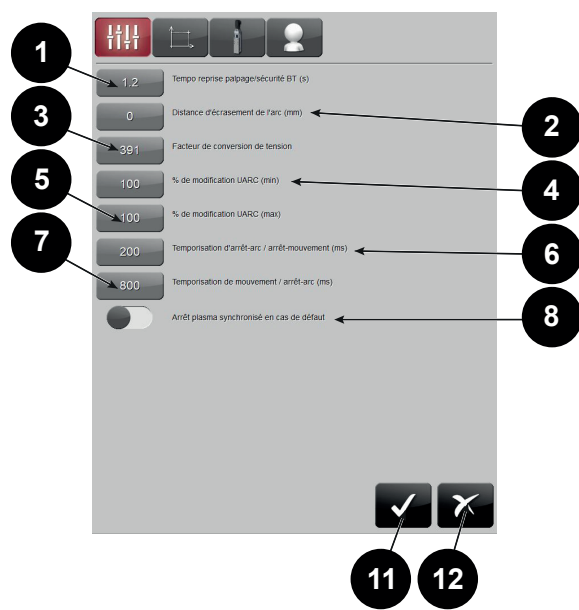 1
1.2 Tempo reprise palpage/sécurité BT (s)
0 Distance d'écrasement de l'arc (mm)
2
3
391 Facteur de conversion de tension
100 % de modification UARC (min)
4
5
100 % de modification UARC (max)
200 Temporisation d'arrêt-arc / arrêt-mouvement (ms)
6
7
800 Temporisation de mouvement / arrêt-arc (ms)
Arrêt plasma synchronisé en cas de défaut
8
11
12